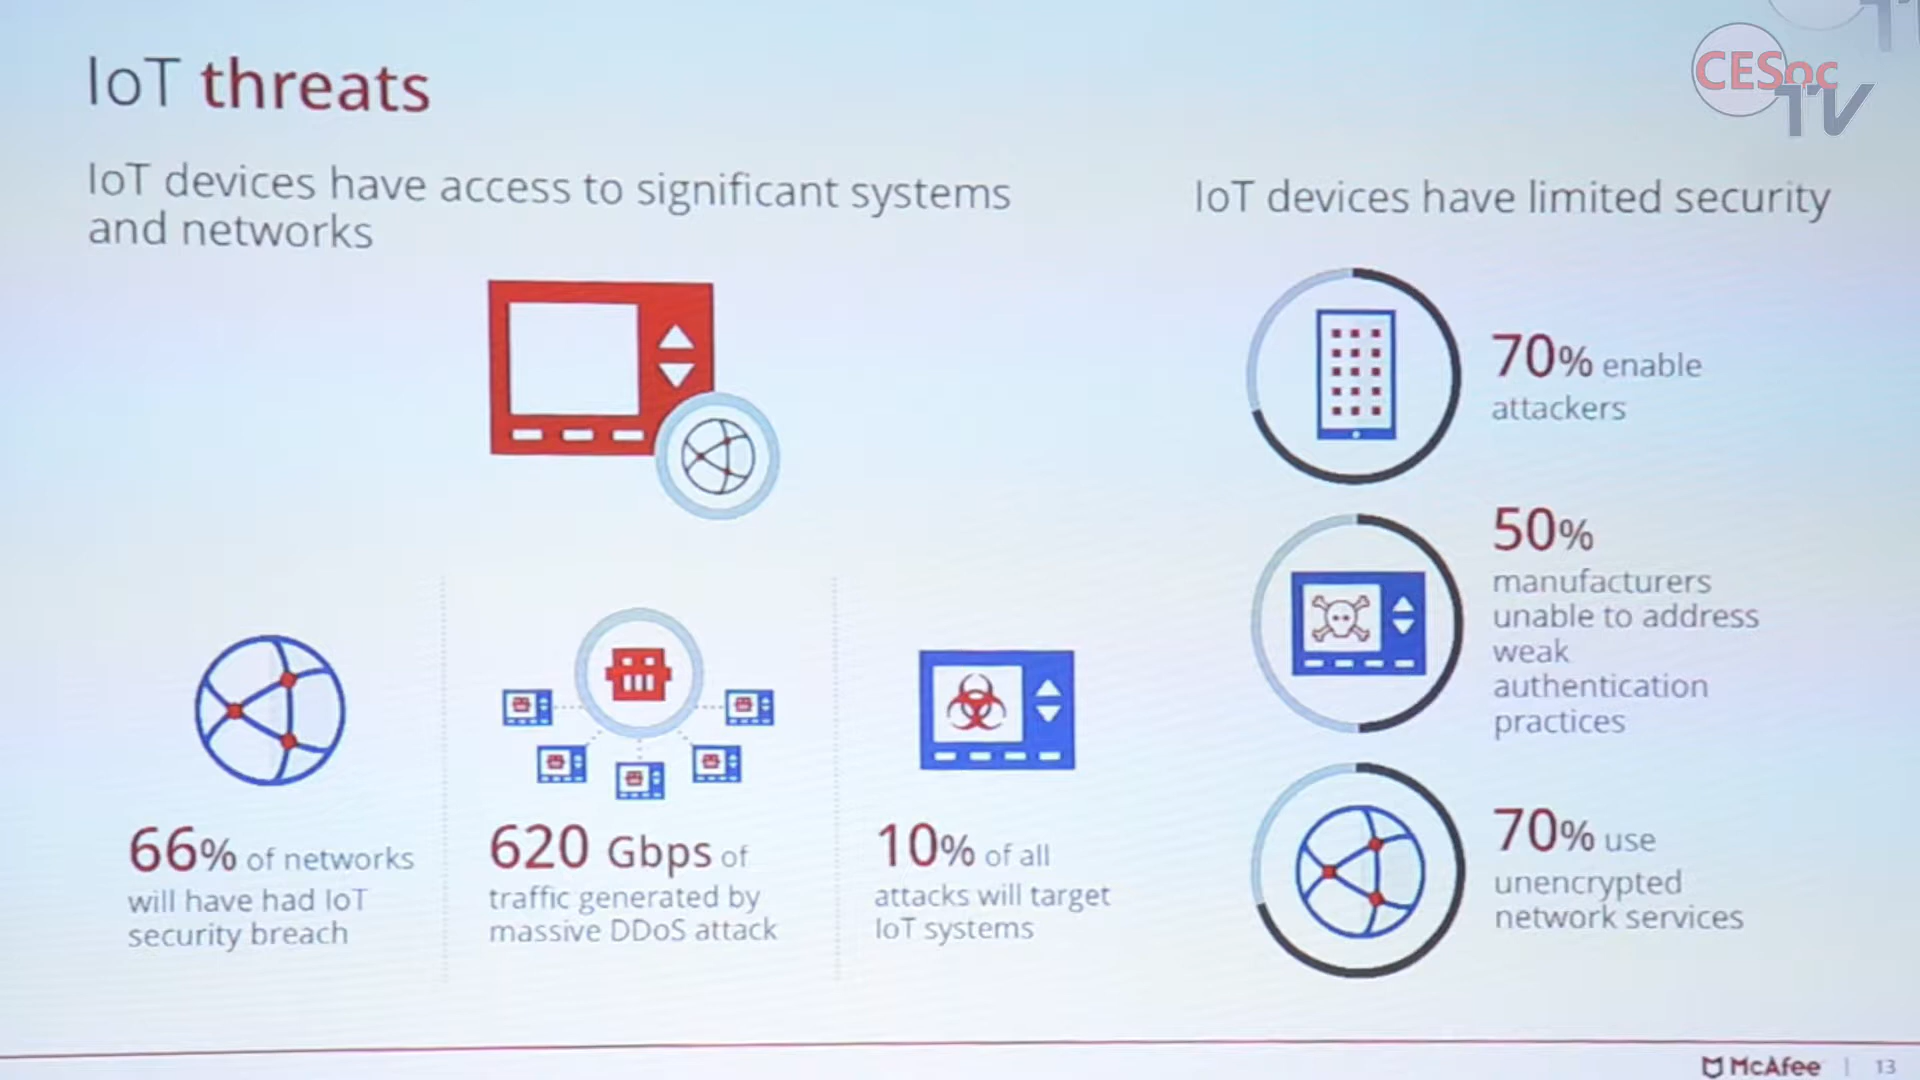 IoT threats
IoT devices have access to significant systems
and networks
66% of networks
will have had IoT
security breach
620 Gbps of
traffic generated by
massive DDoS attack
10% of all
attacks will target
IoT systems
IoT devices have limited security
70% enable
attackers
50%
manufacturers
unable to address
weak
authentication
practices
70% use
unencrypted
network services
McAfee | 13
CESoc
TV